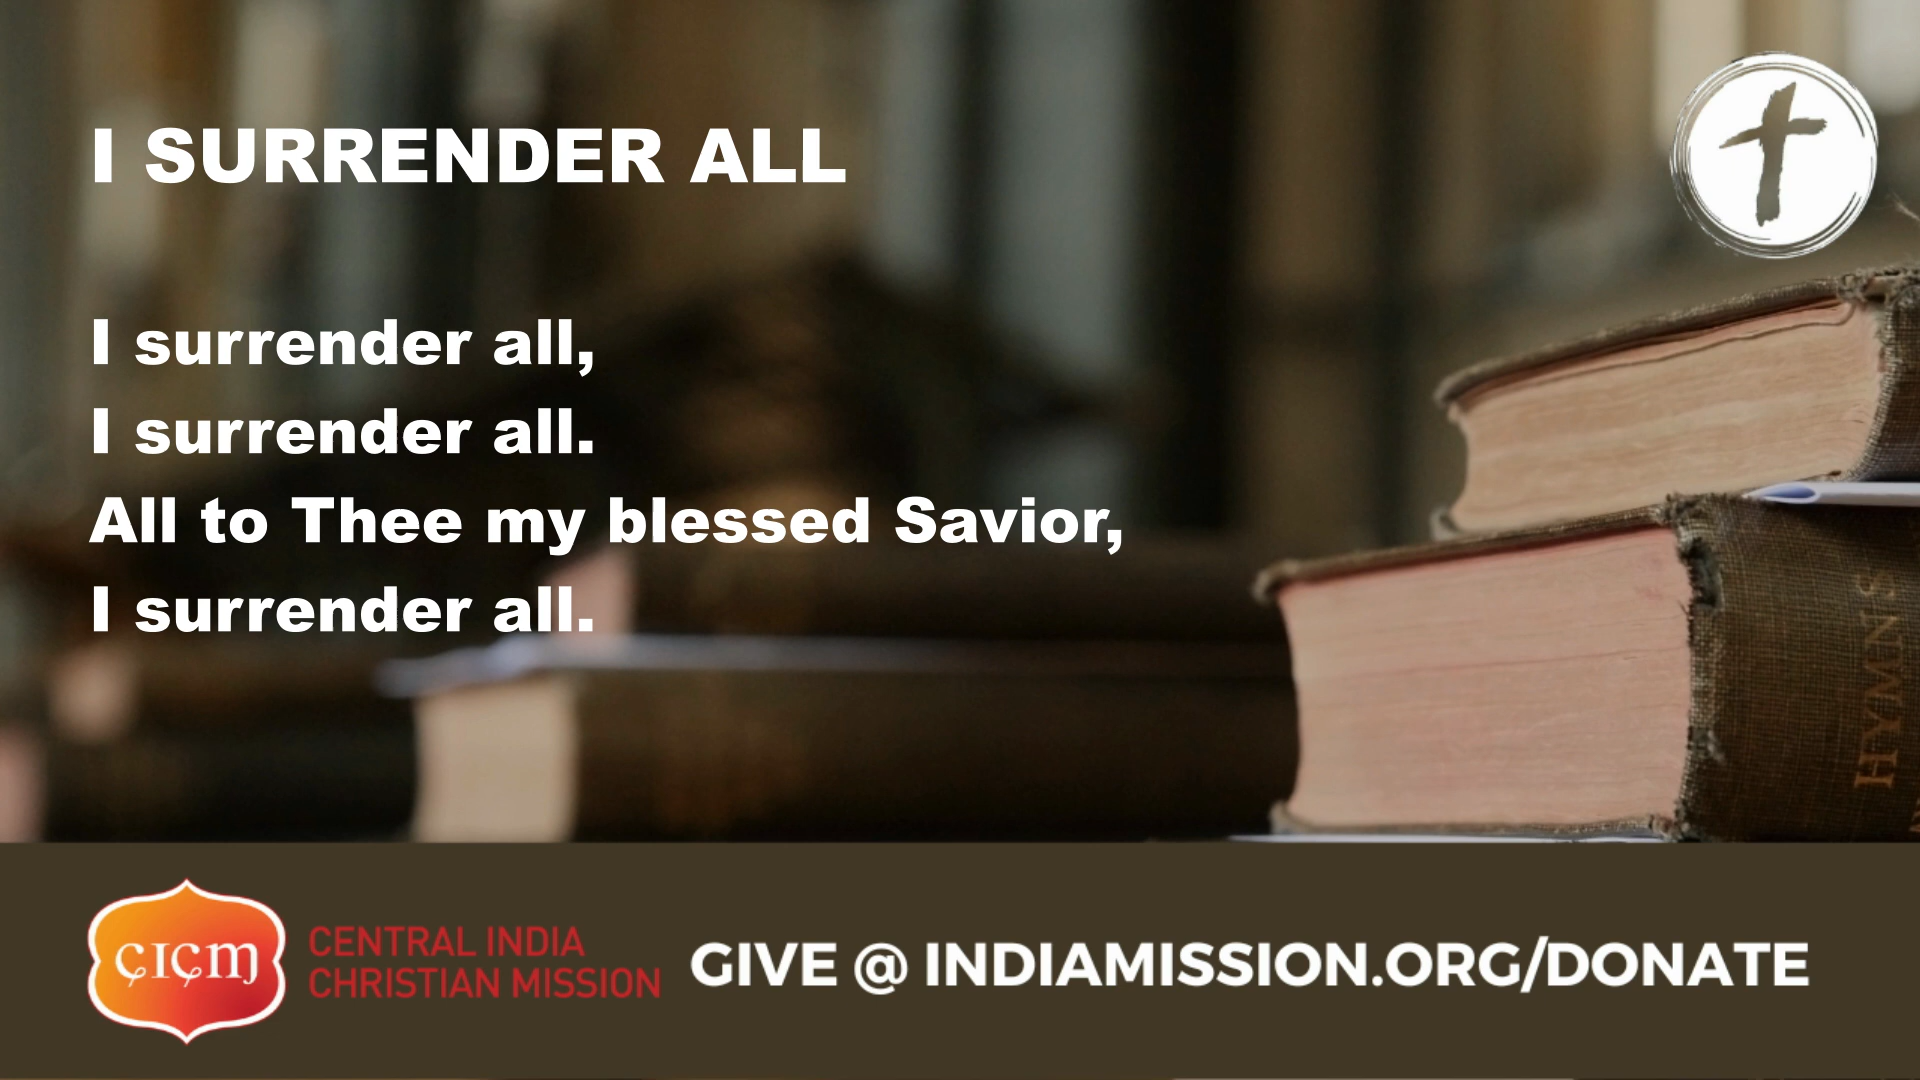 I SURRENDER ALL
I surrender all,
I surrender all.
All to Thee my blessed Savior,
I surrender all.
HYMNS
CICM
CENTRAL INDIA
CHRISTIAN MISSION
GIVE @ INDIAMISSION.ORG/DONATE